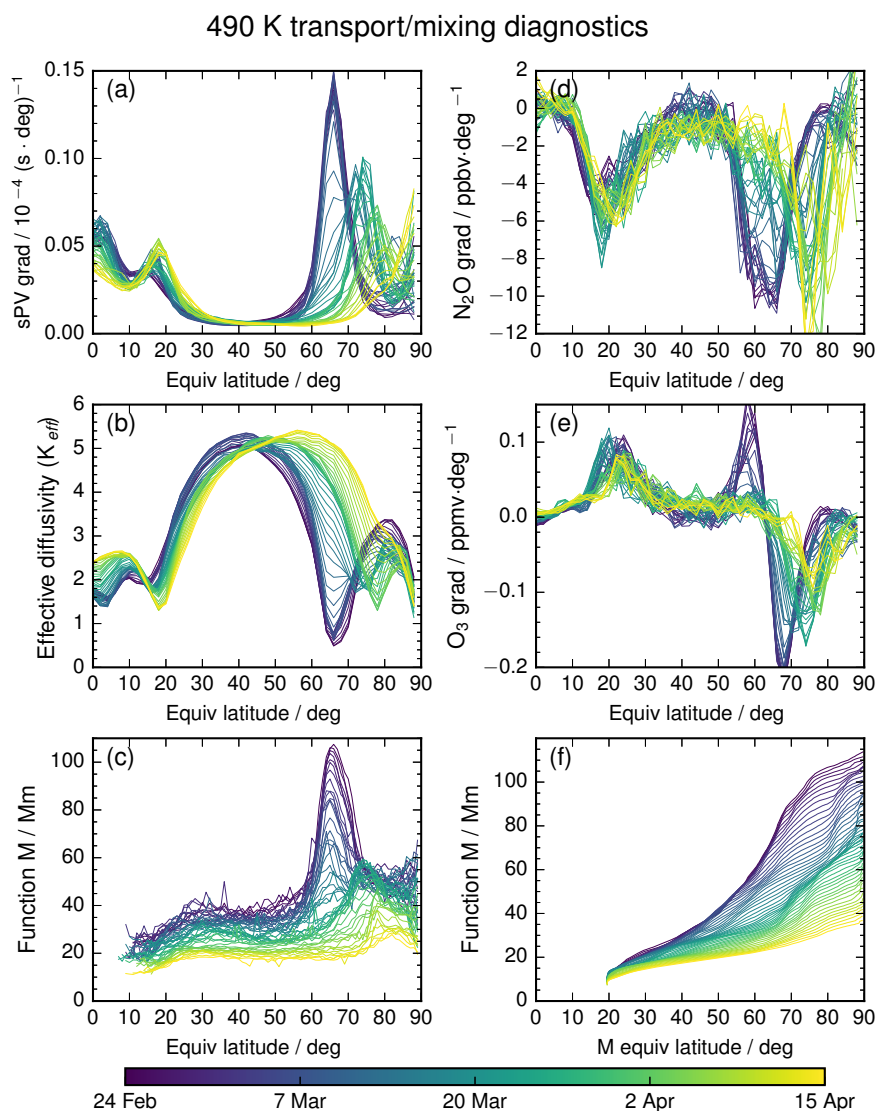 490 K transport/mixing diagnostics
(a)
sPV grad / 10⁻⁴ (s · deg)⁻¹
0.15
0.10
0.05
0.00
0 10 20 30 40 50 60 70 80 90
Equiv latitude / deg
(d)
N₂O grad / ppbv·deg⁻¹
2
0
−2
−4
−6
−8
−10
−12
0 10 20 30 40 50 60 70 80 90
Equiv latitude / deg
(b)
Effective diffusivity (K_eff)
6
5
4
3
2
1
0
0 10 20 30 40 50 60 70 80 90
Equiv latitude / deg
(e)
O₃ grad / ppmv·deg⁻¹
0.1
0.0
−0.1
−0.2
0 10 20 30 40 50 60 70 80 90
Equiv latitude / deg
(c)
Function M / Mm
100
80
60
40
20
0
0 10 20 30 40 50 60 70 80 90
Equiv latitude / deg
(f)
Function M / Mm
100
80
60
40
20
0
0 10 20 30 40 50 60 70 80 90
M equiv latitude / deg
24 Feb 7 Mar 20 Mar 2 Apr 15 Apr